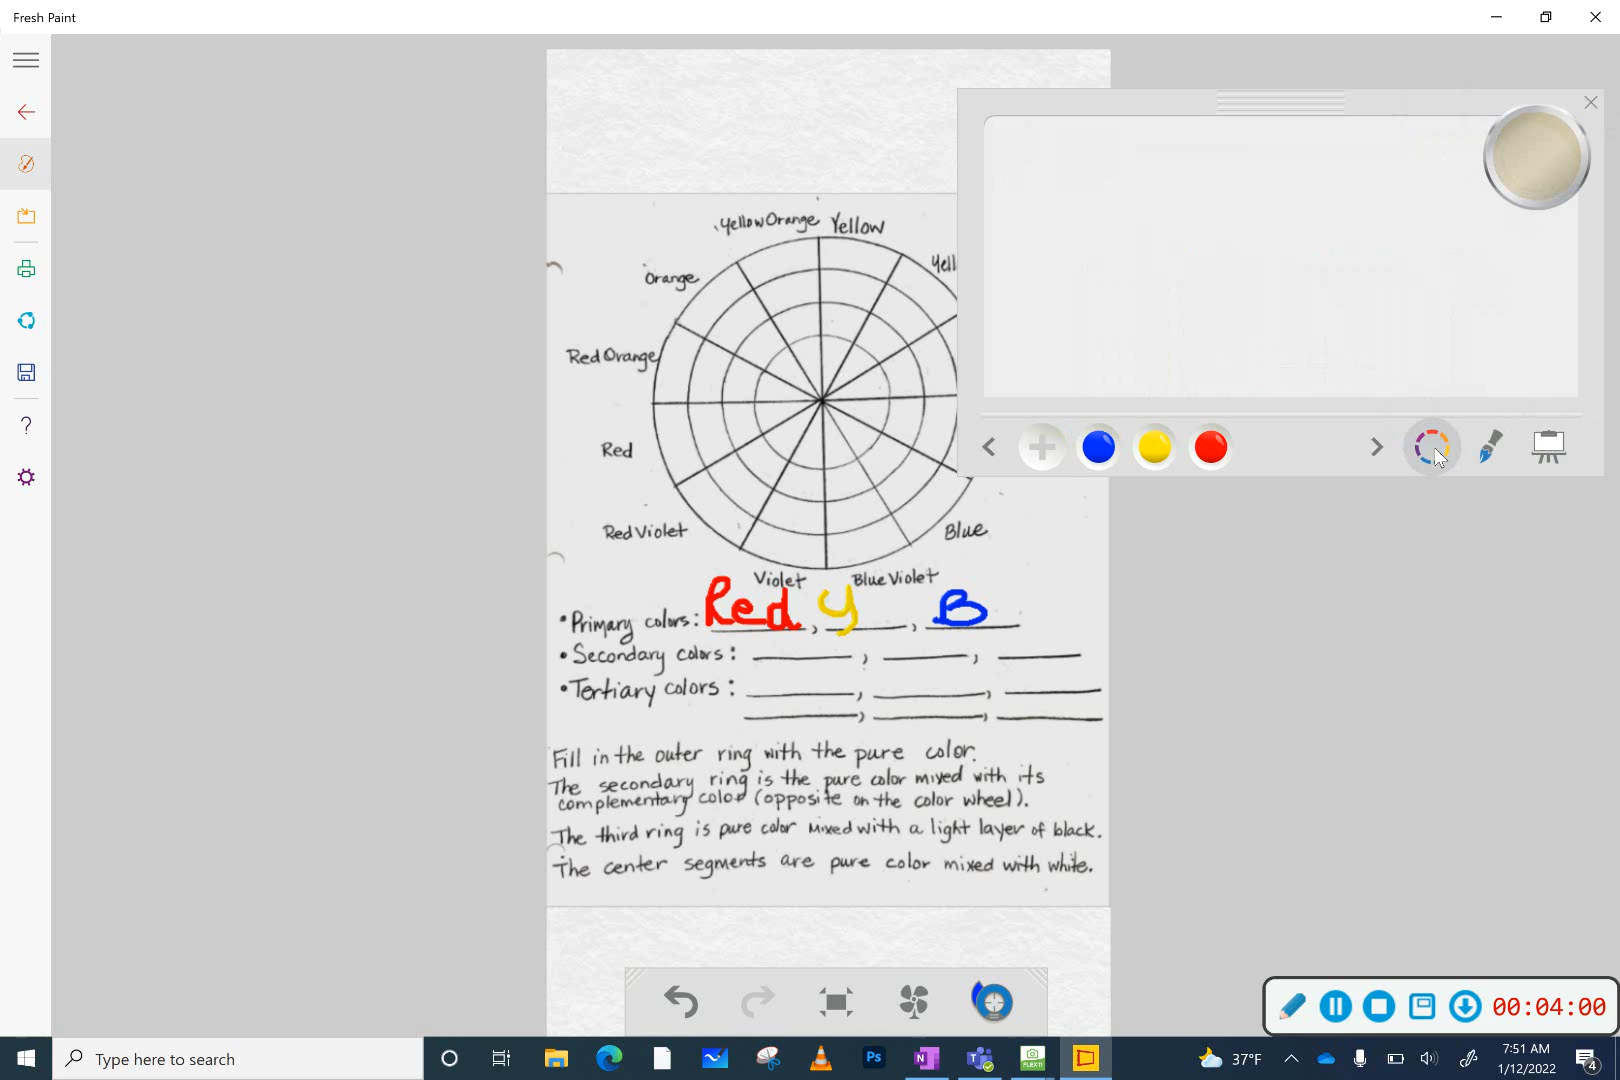 Fresh Paint
Yellow Orange Yellow
Orange Yell
Red Orange
Red
Red Violet Blue
Violet Blue Violet
•Primary colors: Red, Y, B
•Secondary colors: , ,
•Tertiary colors: , ,
, ,
Fill in the outer ring with the pure color.
The secondary ring is the pure color mixed with its
complementary color (opposite on the color wheel).
The third ring is pure color mixed with a light layer of black.
The center segments are pure color mixed with white.
00:04:00
Type here to search
Ps
N
FLEXTI
37°F
7:51 AM
1/12/2022
4